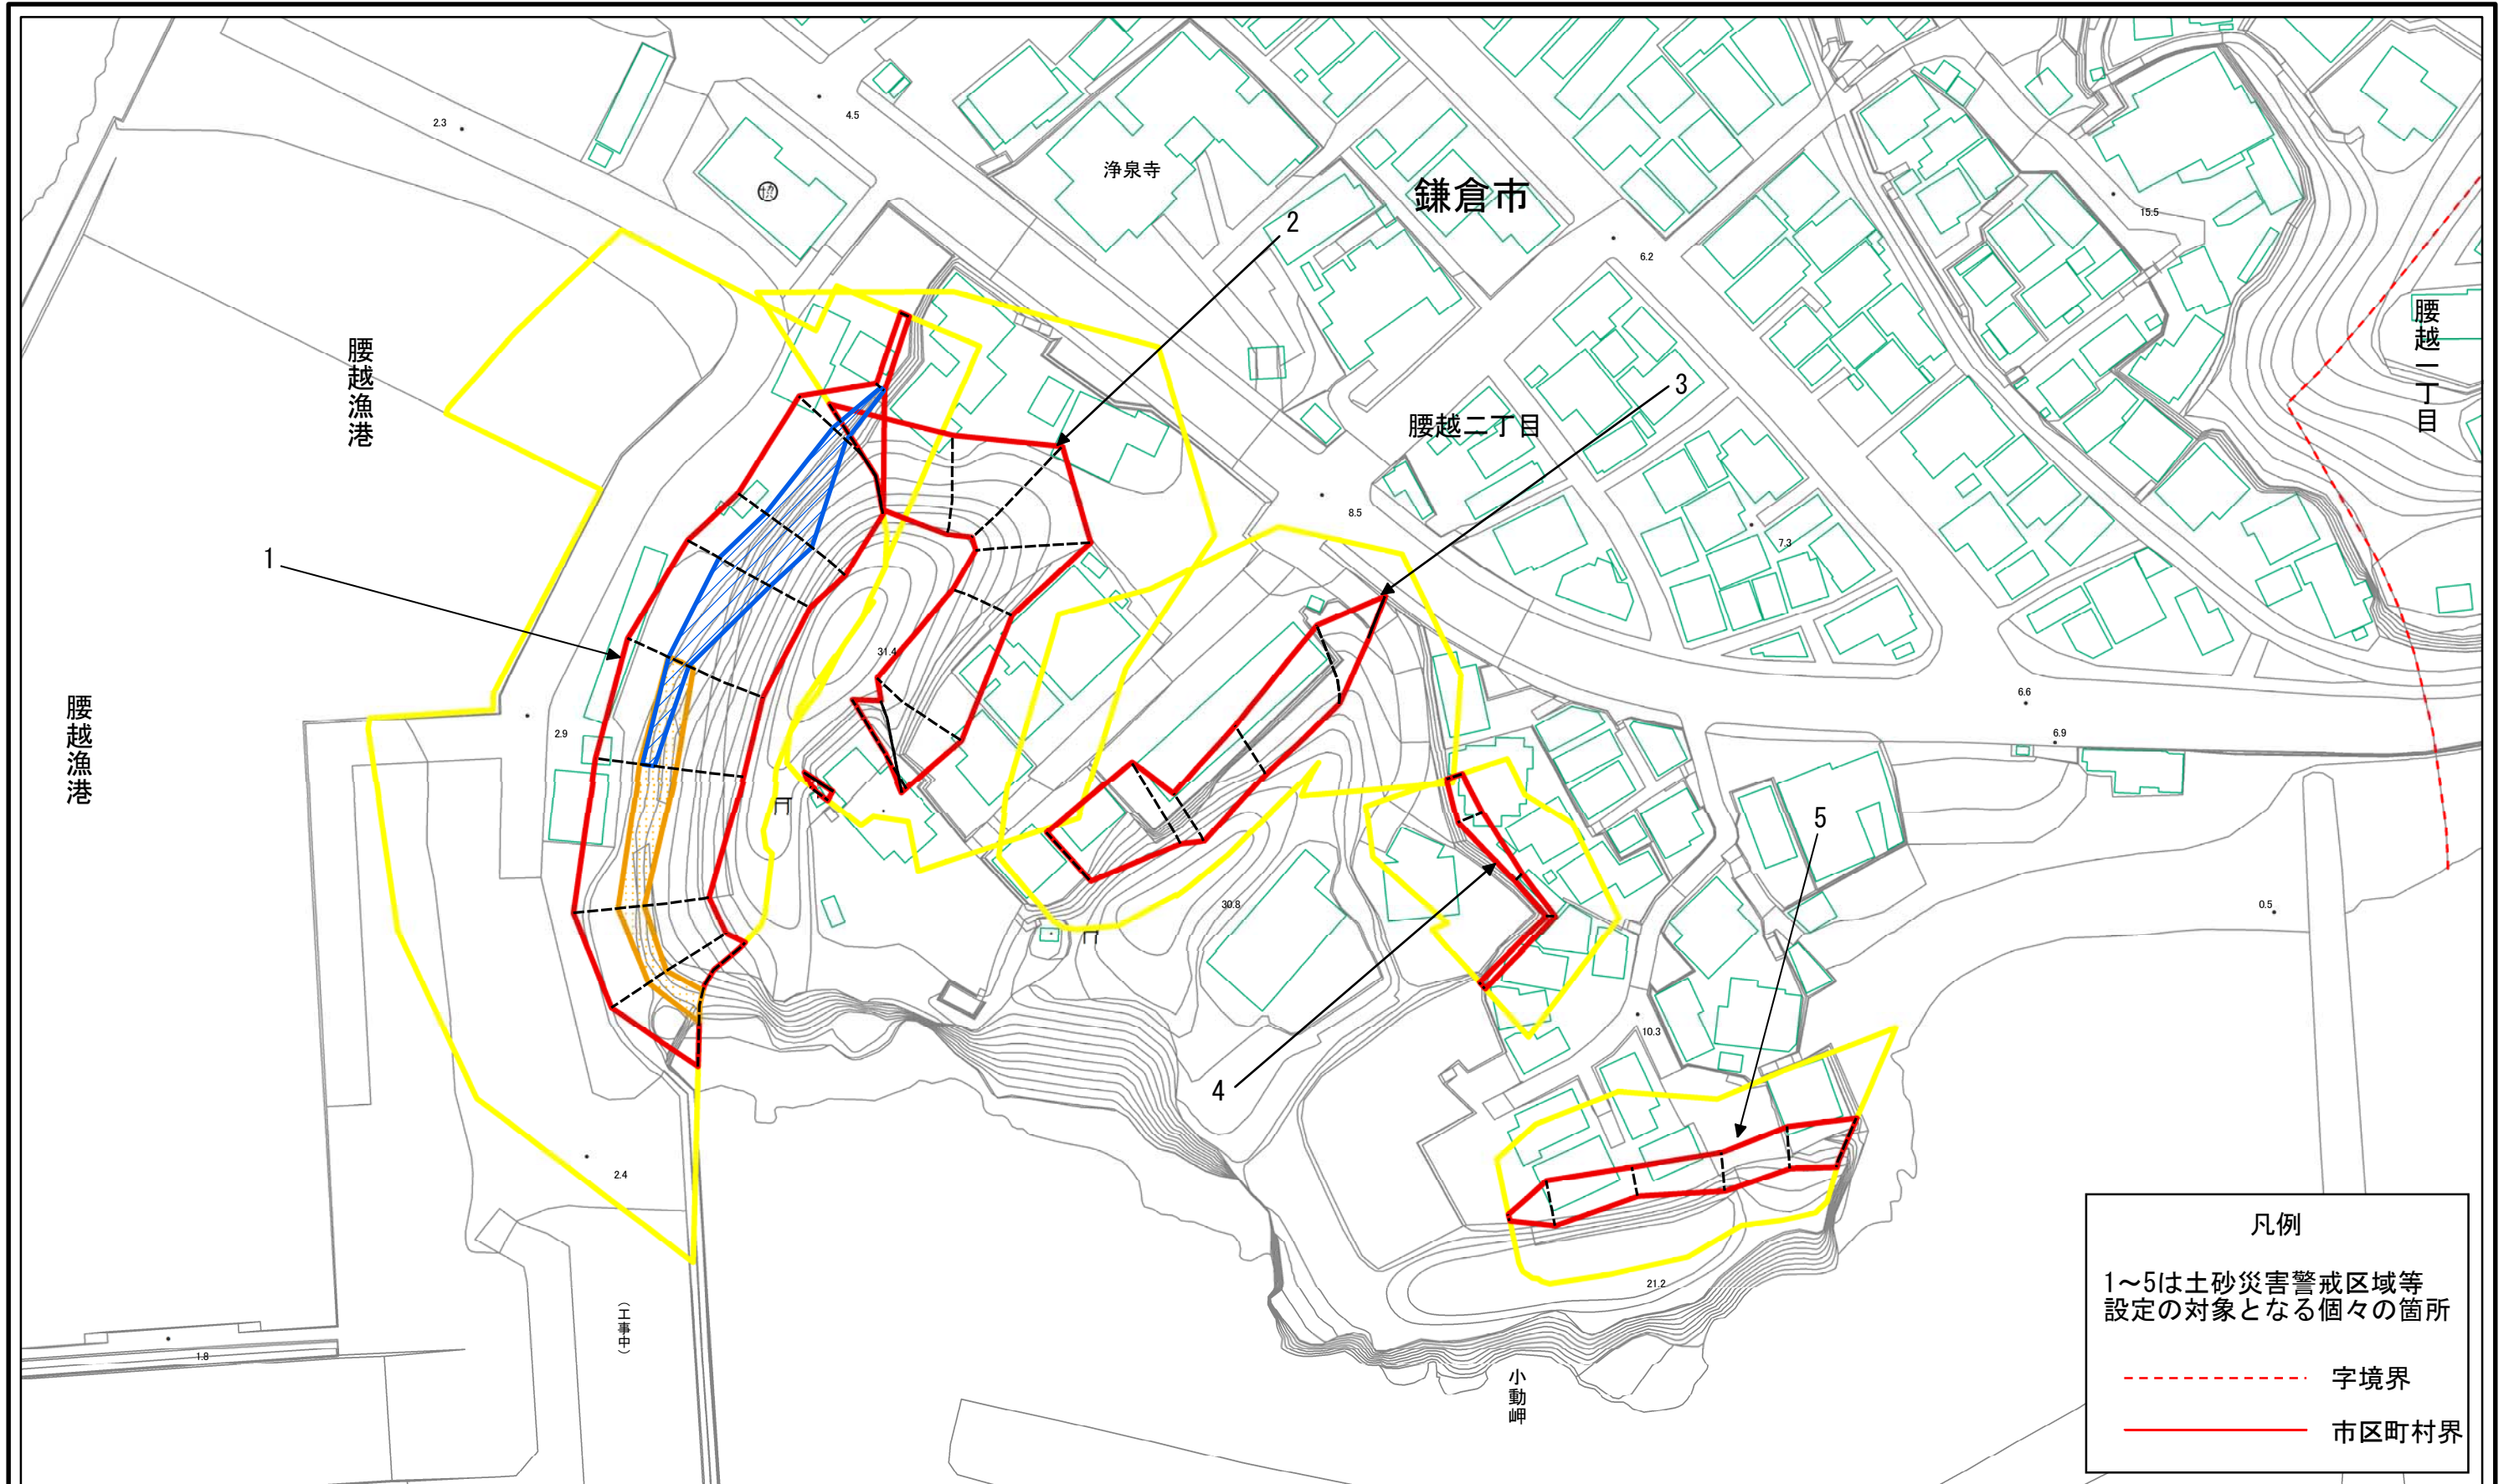 2.3
4.5
浄泉寺
鎌倉市
2
15.5
6.2
腰越一丁目
腰越漁港
3
腰越二丁目
8.5
7.3
1
31.4
腰越漁港
2.9
6.6
6.9
5
30.8
0.5
10.3
4
2.4
21.2
(工事中)
1.8
小動岬
凡例
1～5は土砂災害警戒区域等
設定の対象となる個々の箇所
字境界
市区町村界